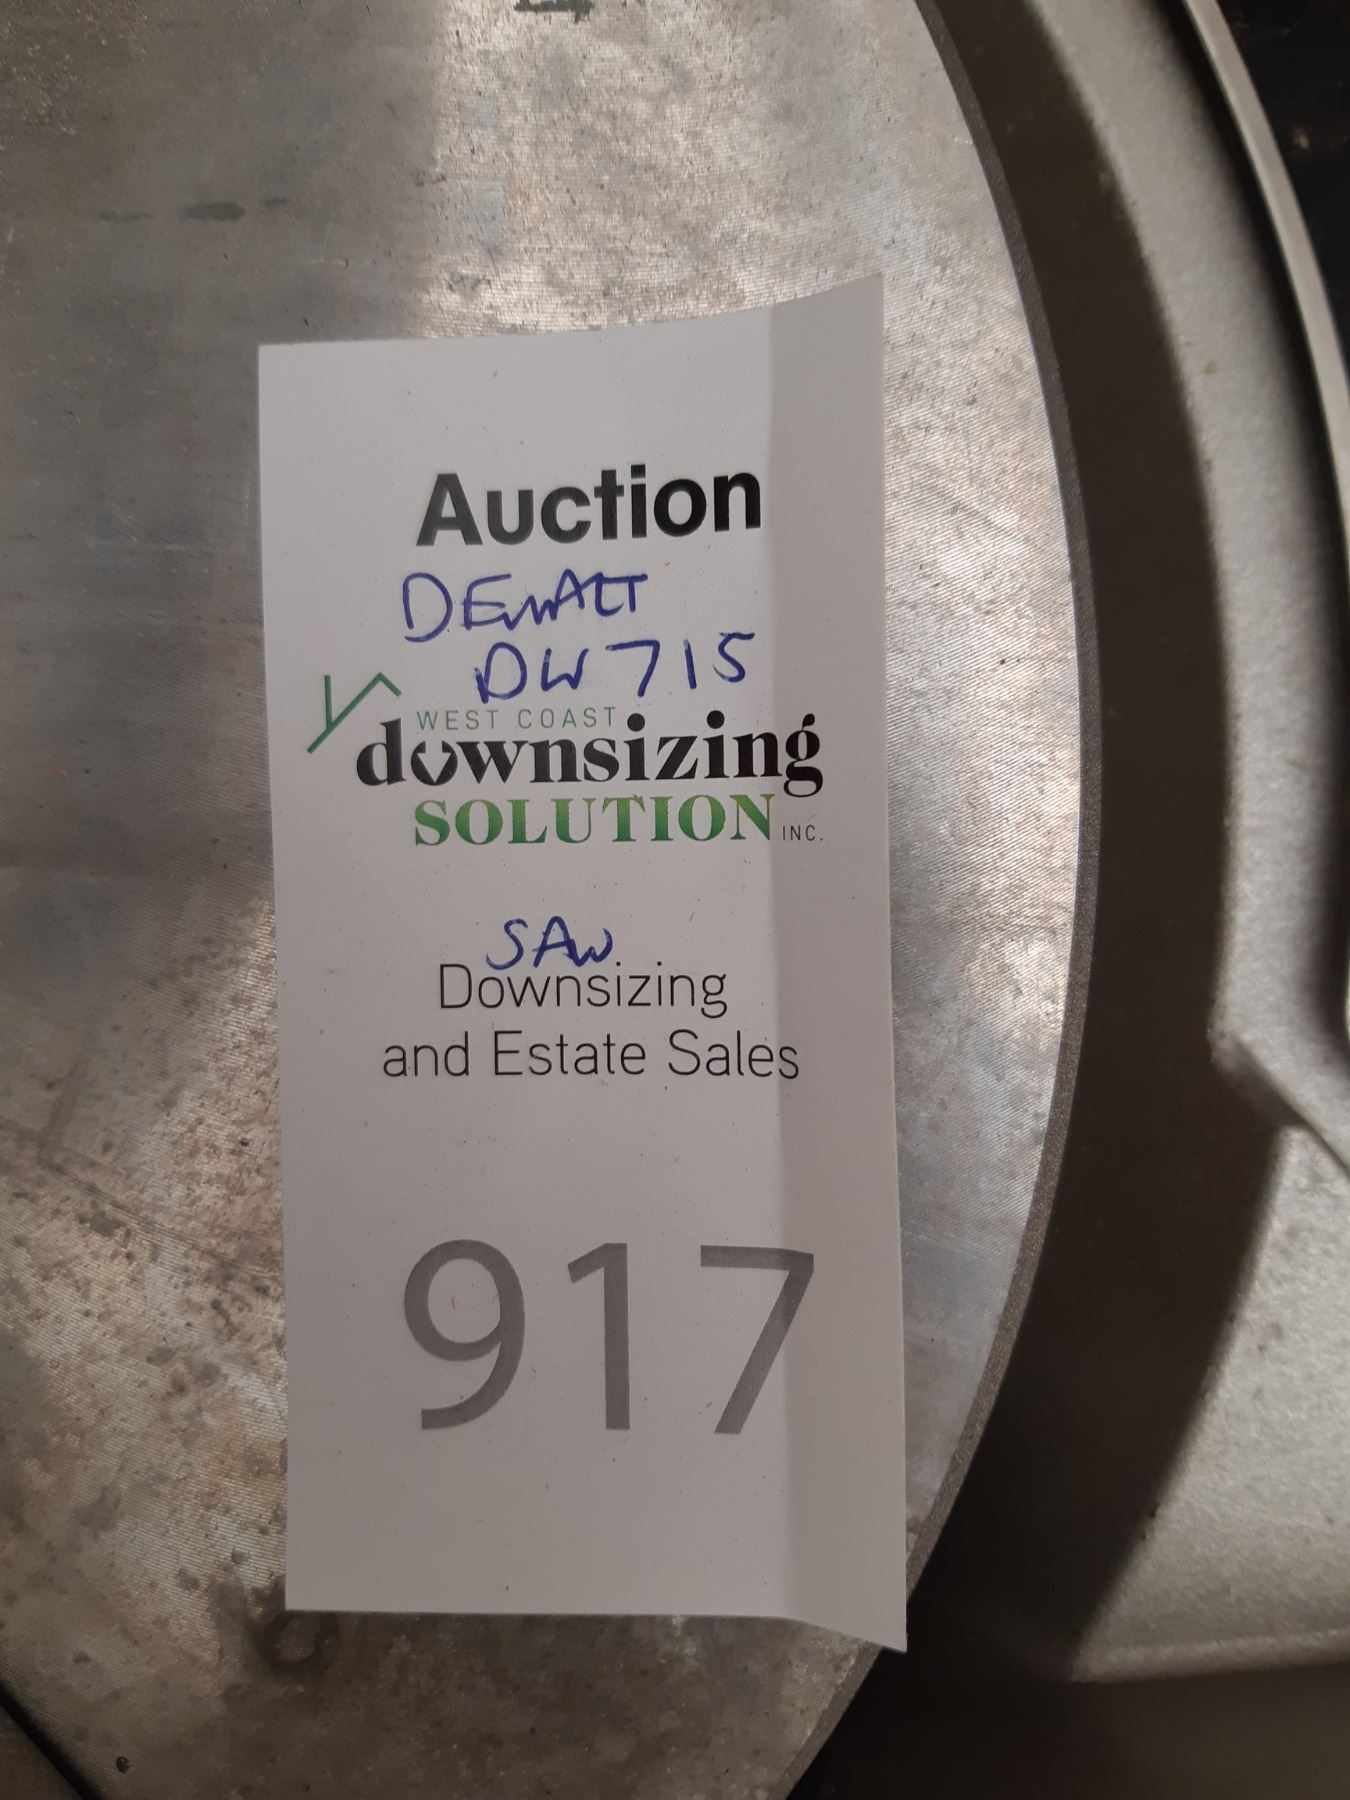 Auction
DEWALT
DW715
WEST COAST
downsizing
SOLUTION INC.
SAW
Downsizing
and Estate Sales
917